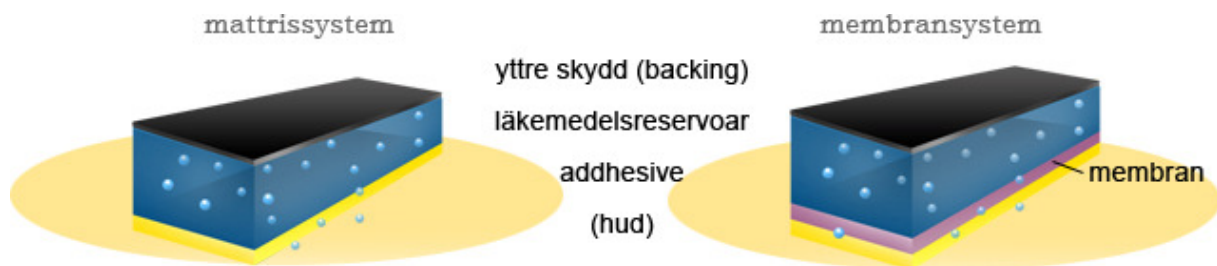 mattrissystem
membransystem
yttre skydd (backing)
läkemedelsreservoar
addhesive
membran
(hud)